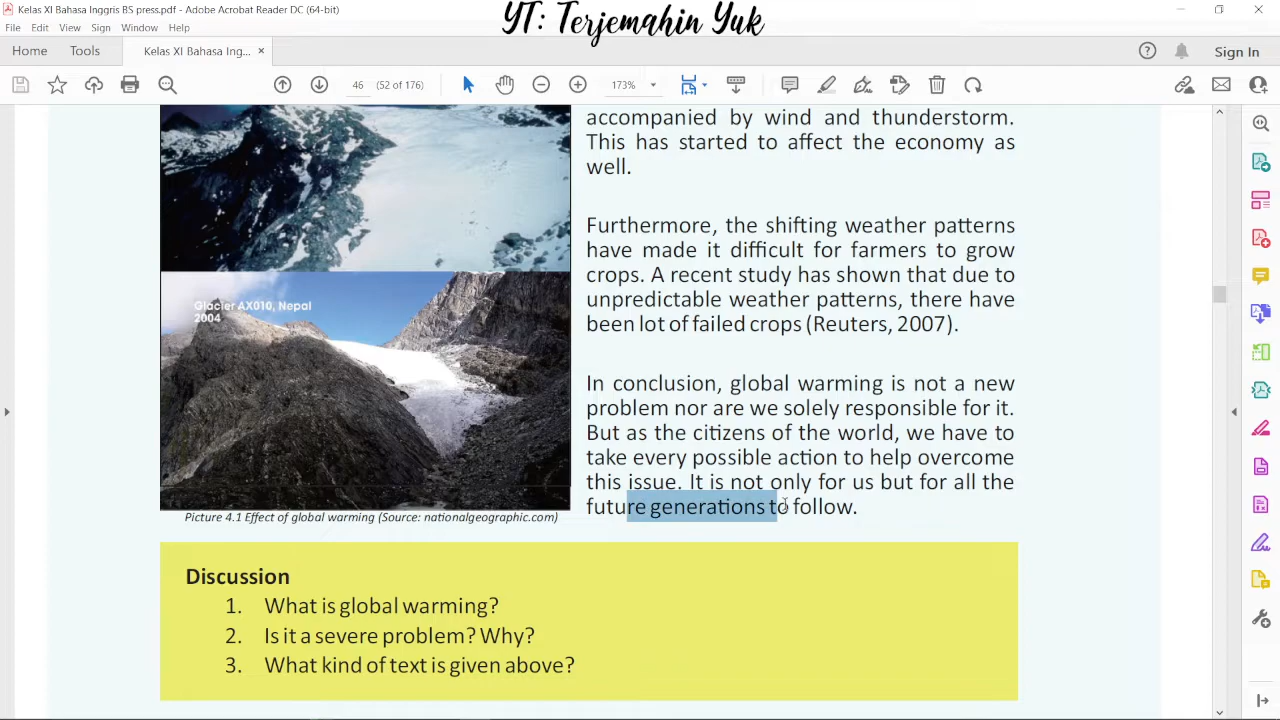 Kelas XI Bahasa Inggris BS press.pdf - Adobe Acrobat Reader DC (64-bit)
YT: Terjemahin Yuk
File Edit View Sign Window Help
Home Tools Kelas XI Bahasa Ing... × Sign In
46 (52 of 176) 173%
accompanied by wind and thunderstorm.
This has started to affect the economy as
well.
Furthermore, the shifting weather patterns
have made it difficult for farmers to grow
crops. A recent study has shown that due to
unpredictable weather patterns, there have
been lot of failed crops (Reuters, 2007).
Glacier AX010, Nepal
2004
In conclusion, global warming is not a new
problem nor are we solely responsible for it.
But as the citizens of the world, we have to
take every possible action to help overcome
this issue. It is not only for us but for all the
future generations to follow.
Picture 4.1 Effect of global warming (Source: nationalgeographic.com)
Discussion
1. What is global warming?
2. Is it a severe problem? Why?
3. What kind of text is given above?